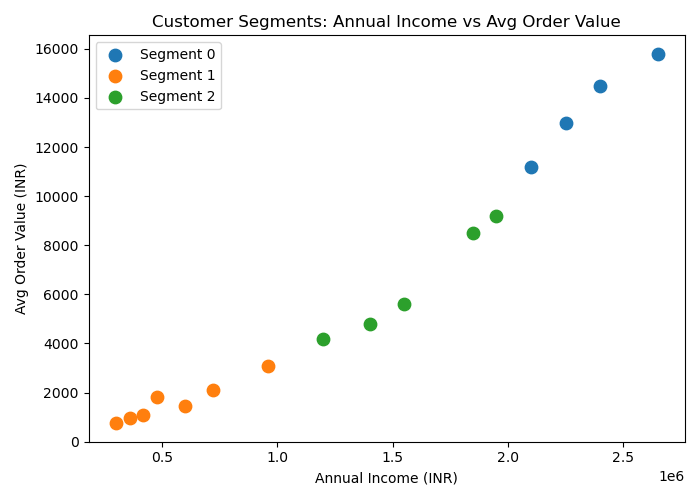 Customer Segments: Annual Income vs Avg Order Value
Segment 0
Segment 1
Segment 2
Avg Order Value (INR)
16000
14000
12000
10000
8000
6000
4000
2000
0
0.5 1.0 1.5 2.0 2.5
1e6
Annual Income (INR)